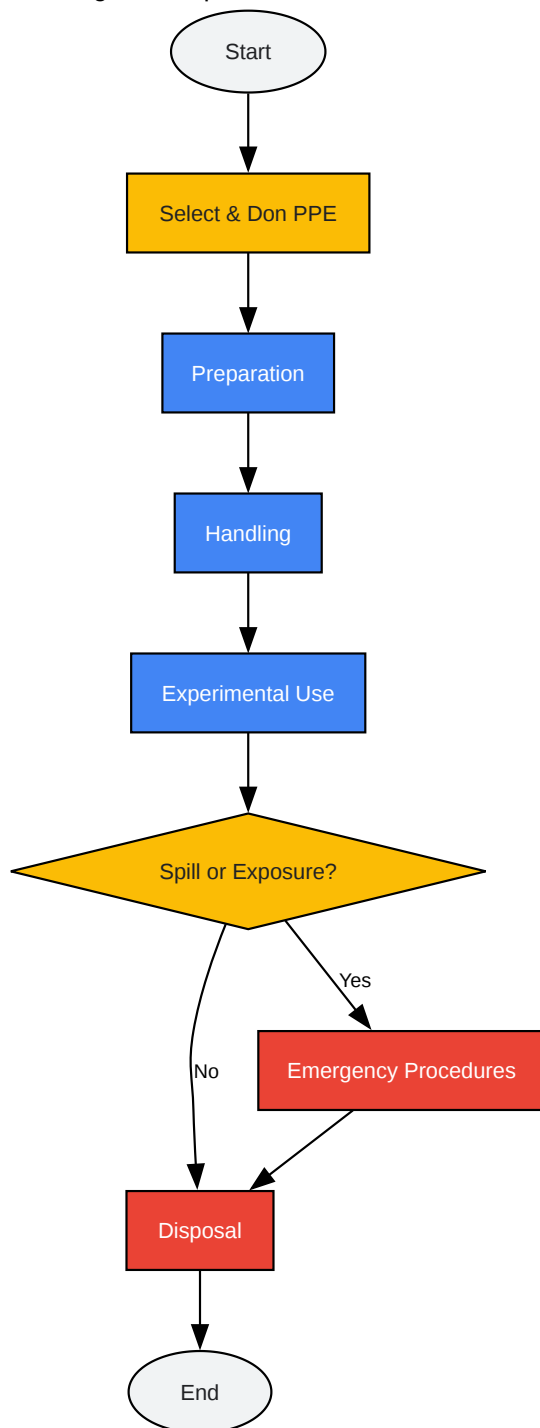 Start
Select & Don PPE
Preparation
Handling
Experimental Use
Spill or Exposure?
Yes
Emergency Procedures
No
Disposal
End